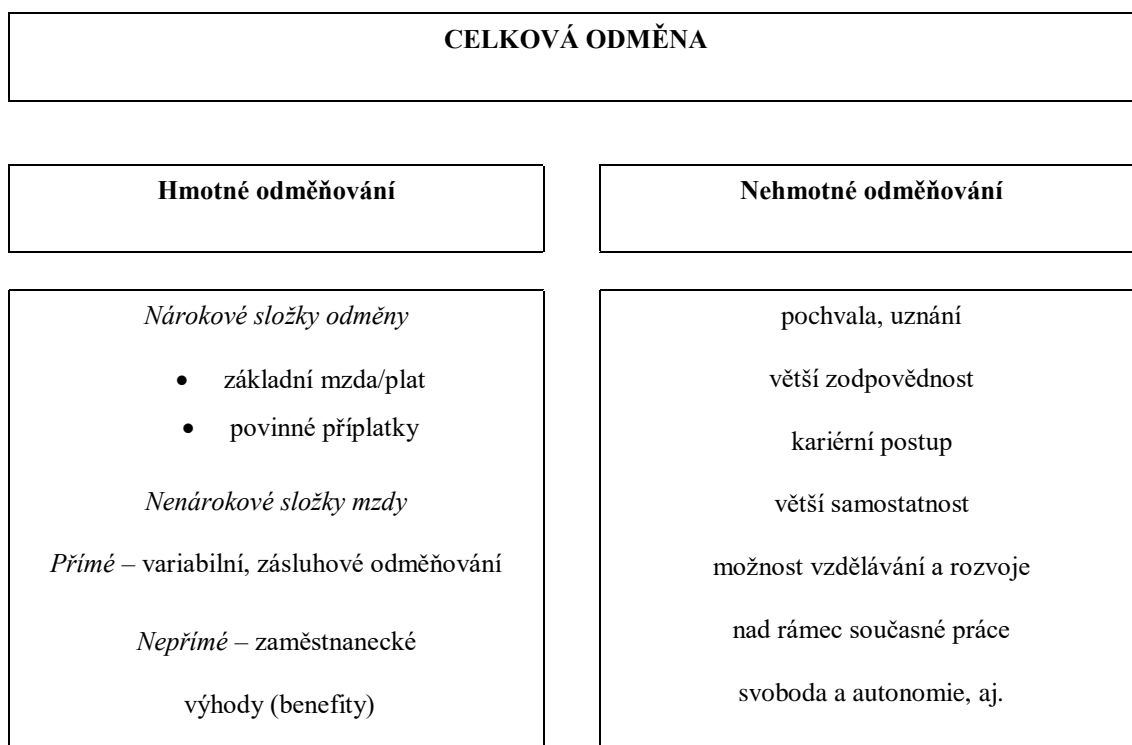 CELKOVÁ ODMĚNA
Hmotné odměňování
Nehmotné odměňování
Nárokové složky odměny
• základní mzda/plat
• povinné příplatky
Nenárokové složky mzdy
Přímé – variabilní, zásluhové odměňování
Nepřímé – zaměstnanecké
výhody (benefity)
pochvala, uznání
větší zodpovědnost
kariérní postup
větší samostatnost
možnost vzdělávání a rozvoje
nad rámec současné práce
svoboda a autonomie, aj.